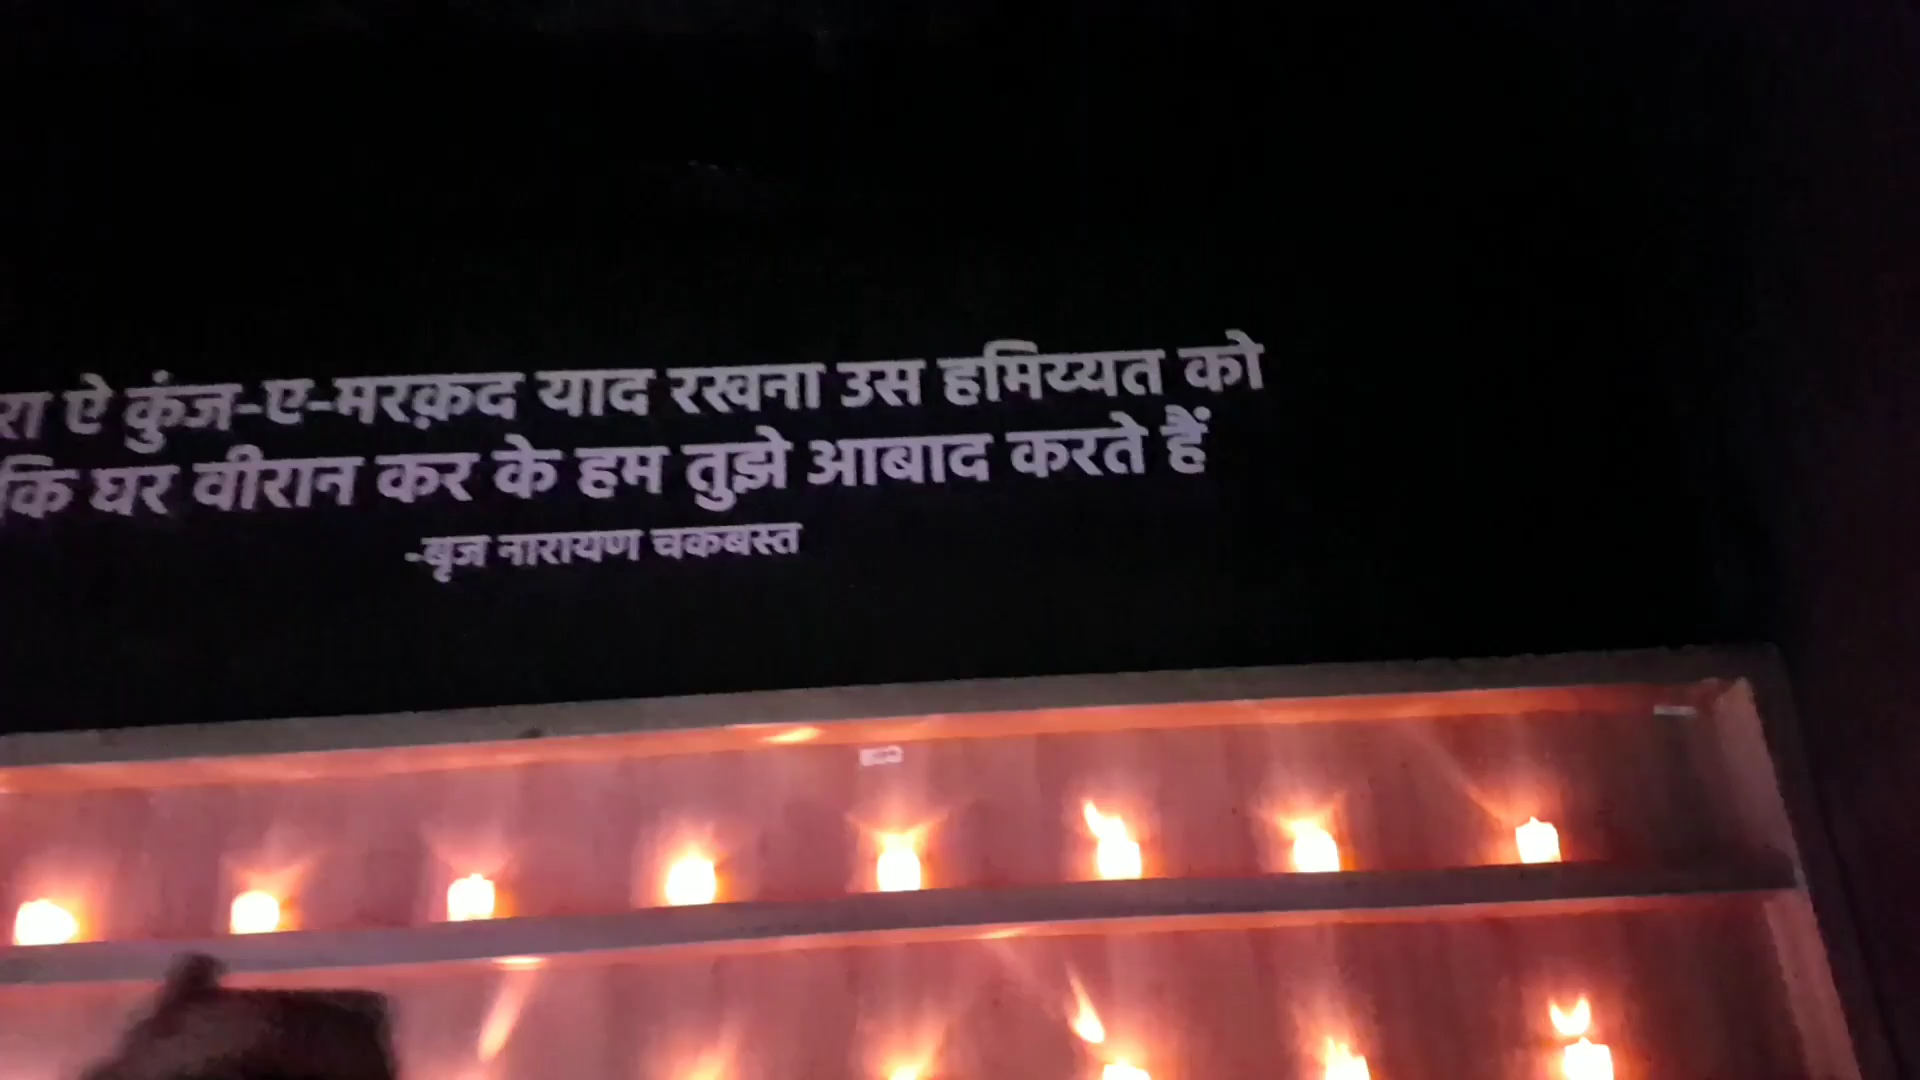 रा ऐ कुंज-ए-मरक़द याद रखना उस हमिय्यत को
कि घर वीरान कर के हम तुझे आबाद करते हैं
-बृज नारायण चकबस्त